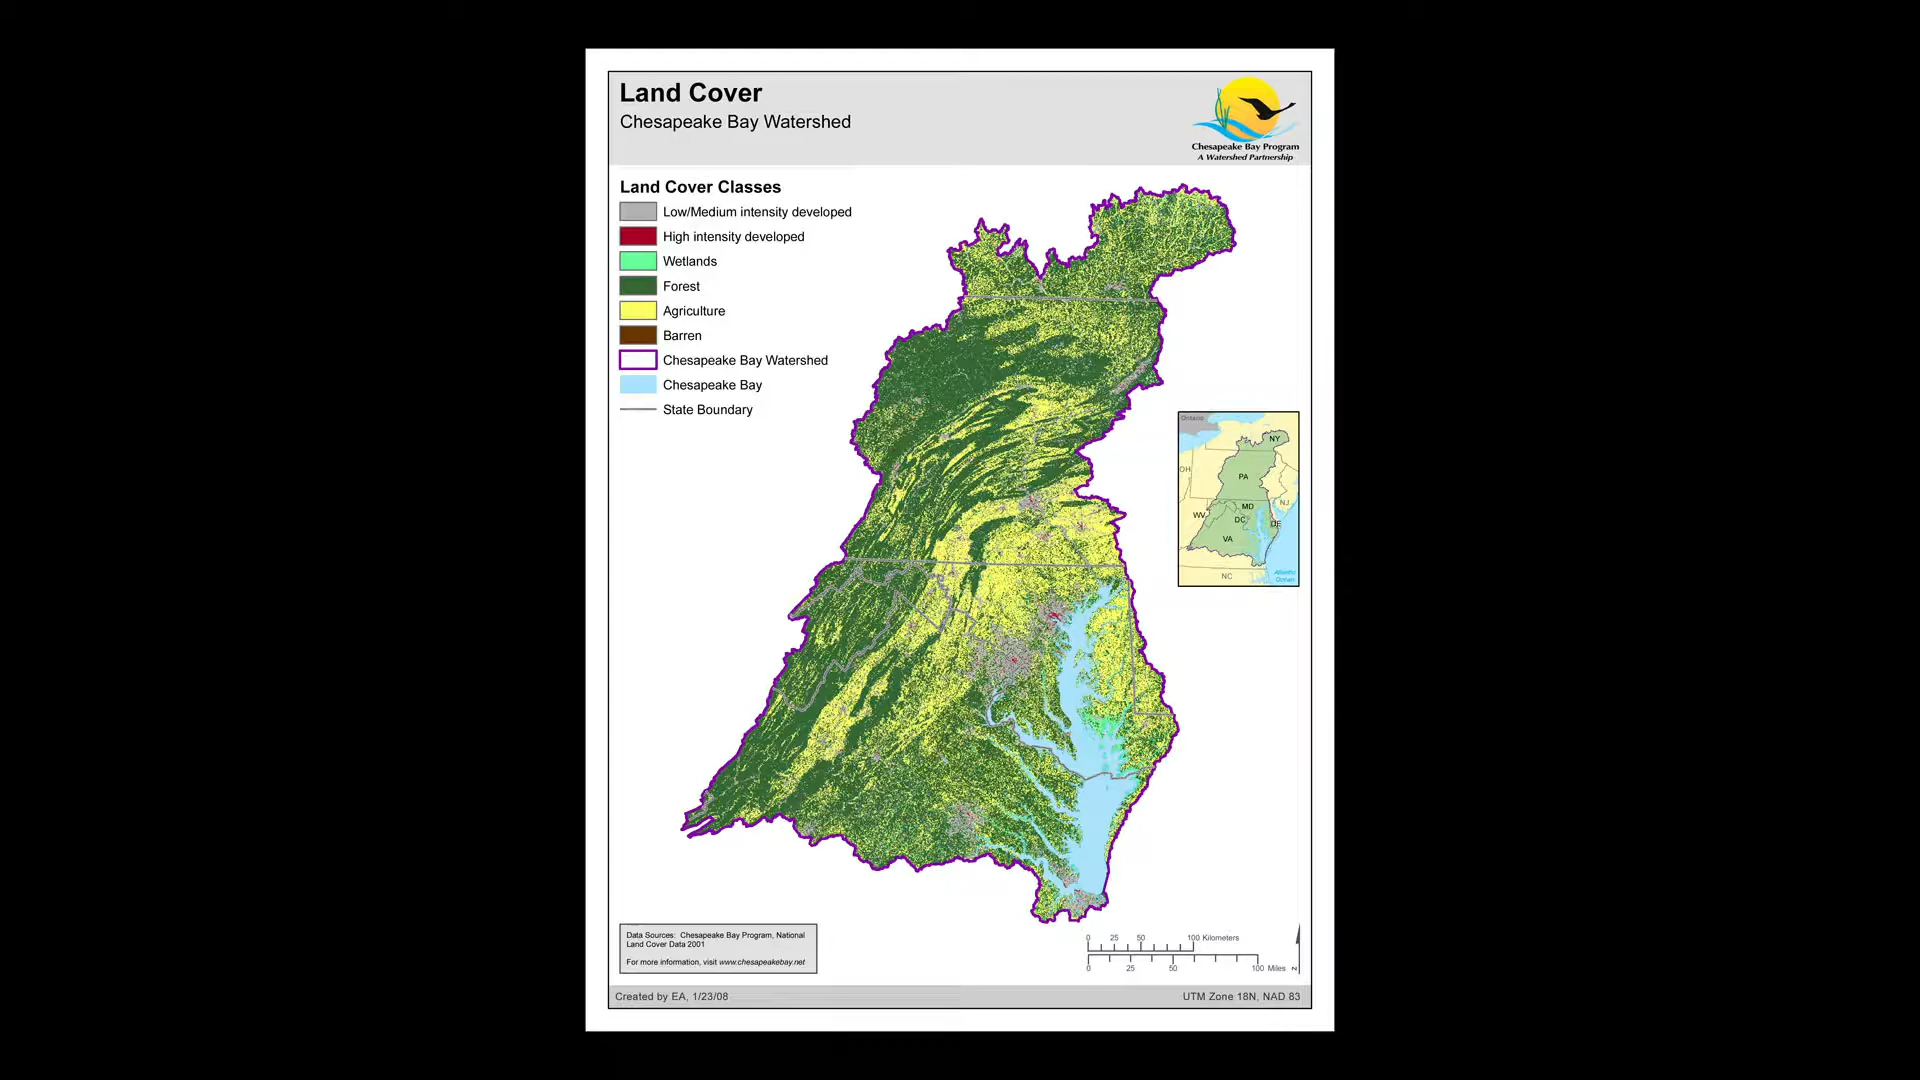 Land Cover
Chesapeake Bay Watershed
Chesapeake Bay Program
A Watershed Partnership
Land Cover Classes
Low/Medium intensity developed
High intensity developed
Wetlands
Forest
Agriculture
Barren
Chesapeake Bay Watershed
Chesapeake Bay
State Boundary
Ontario
NY
OH
PA
NJ
MD
WV
DC
DE
VA
NC
Atlantic
Ocean
Data Sources: Chesapeake Bay Program, National
Land Cover Data 2001
For more information, visit www.chesapeakebay.net
0 25 50 100 Kilometers
0 25 50 100 Miles
N
Created by EA, 1/23/08
UTM Zone 18N, NAD 83